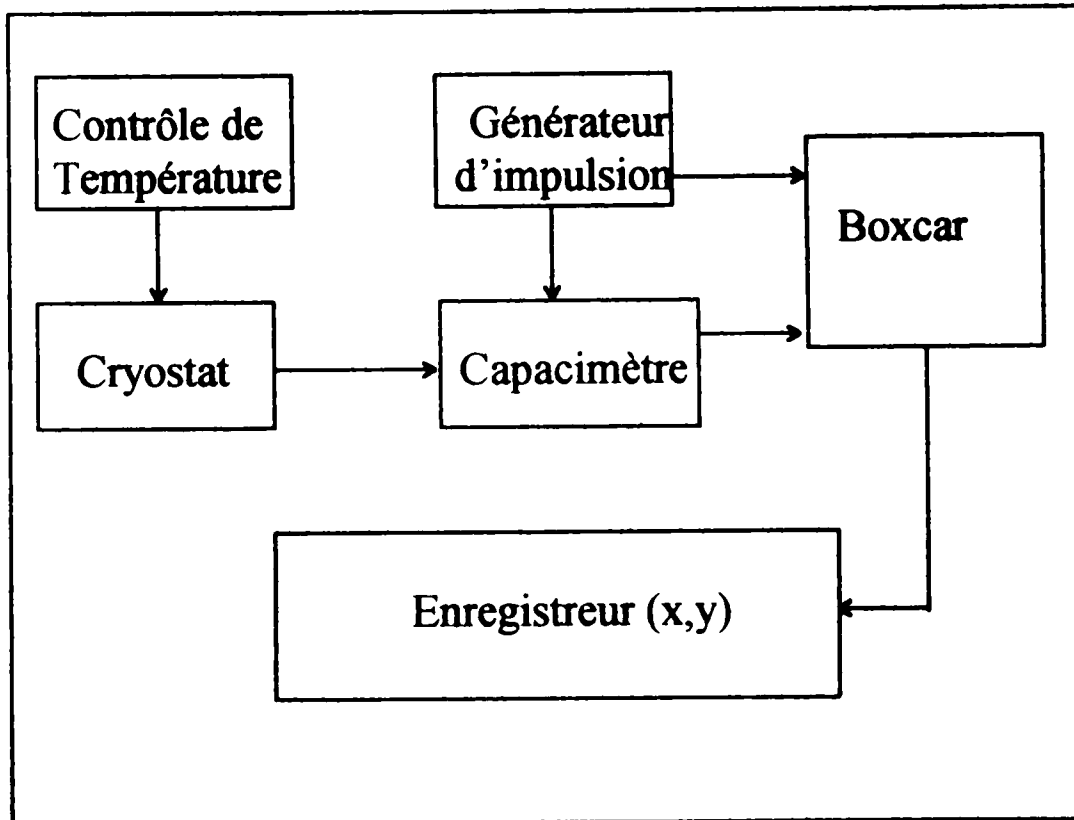 Contrôle de
Température
Générateur
d'impulsion
Boxcar
Cryostat
Capacimètre
Enregistreur (x,y)